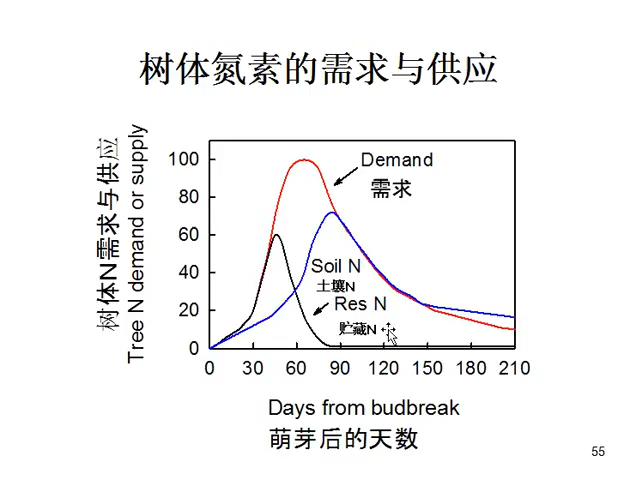 树体氮素的需求与供应
树体N需求与供应
Tree N demand or supply
100
80
60
40
20
0
Demand
需求
Soil N
土壤N
Res N
贮藏N
0 30 60 90 120 150 180 210
Days from budbreak
萌芽后的天数
55